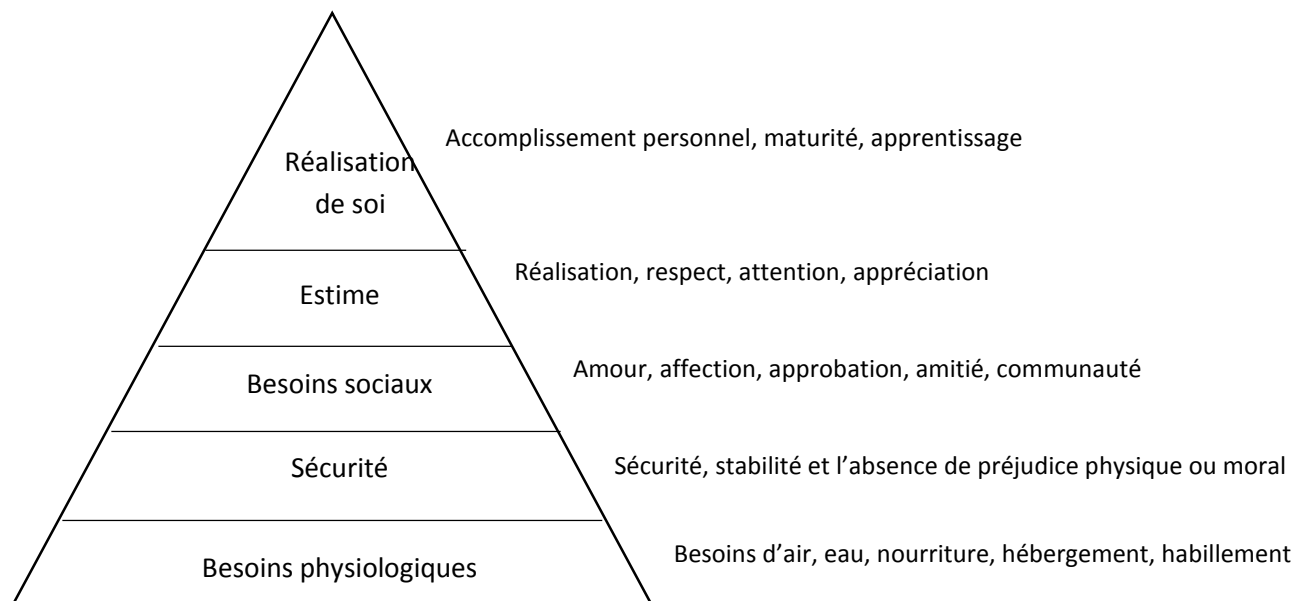 Accomplissement personnel, maturité, apprentissage
Réalisation
de soi
Réalisation, respect, attention, appréciation
Estime
Amour, affection, approbation, amitié, communauté
Besoins sociaux
Sécurité
Sécurité, stabilité et l’absence de préjudice physique ou moral
Besoins d’air, eau, nourriture, hébergement, habillement
Besoins physiologiques